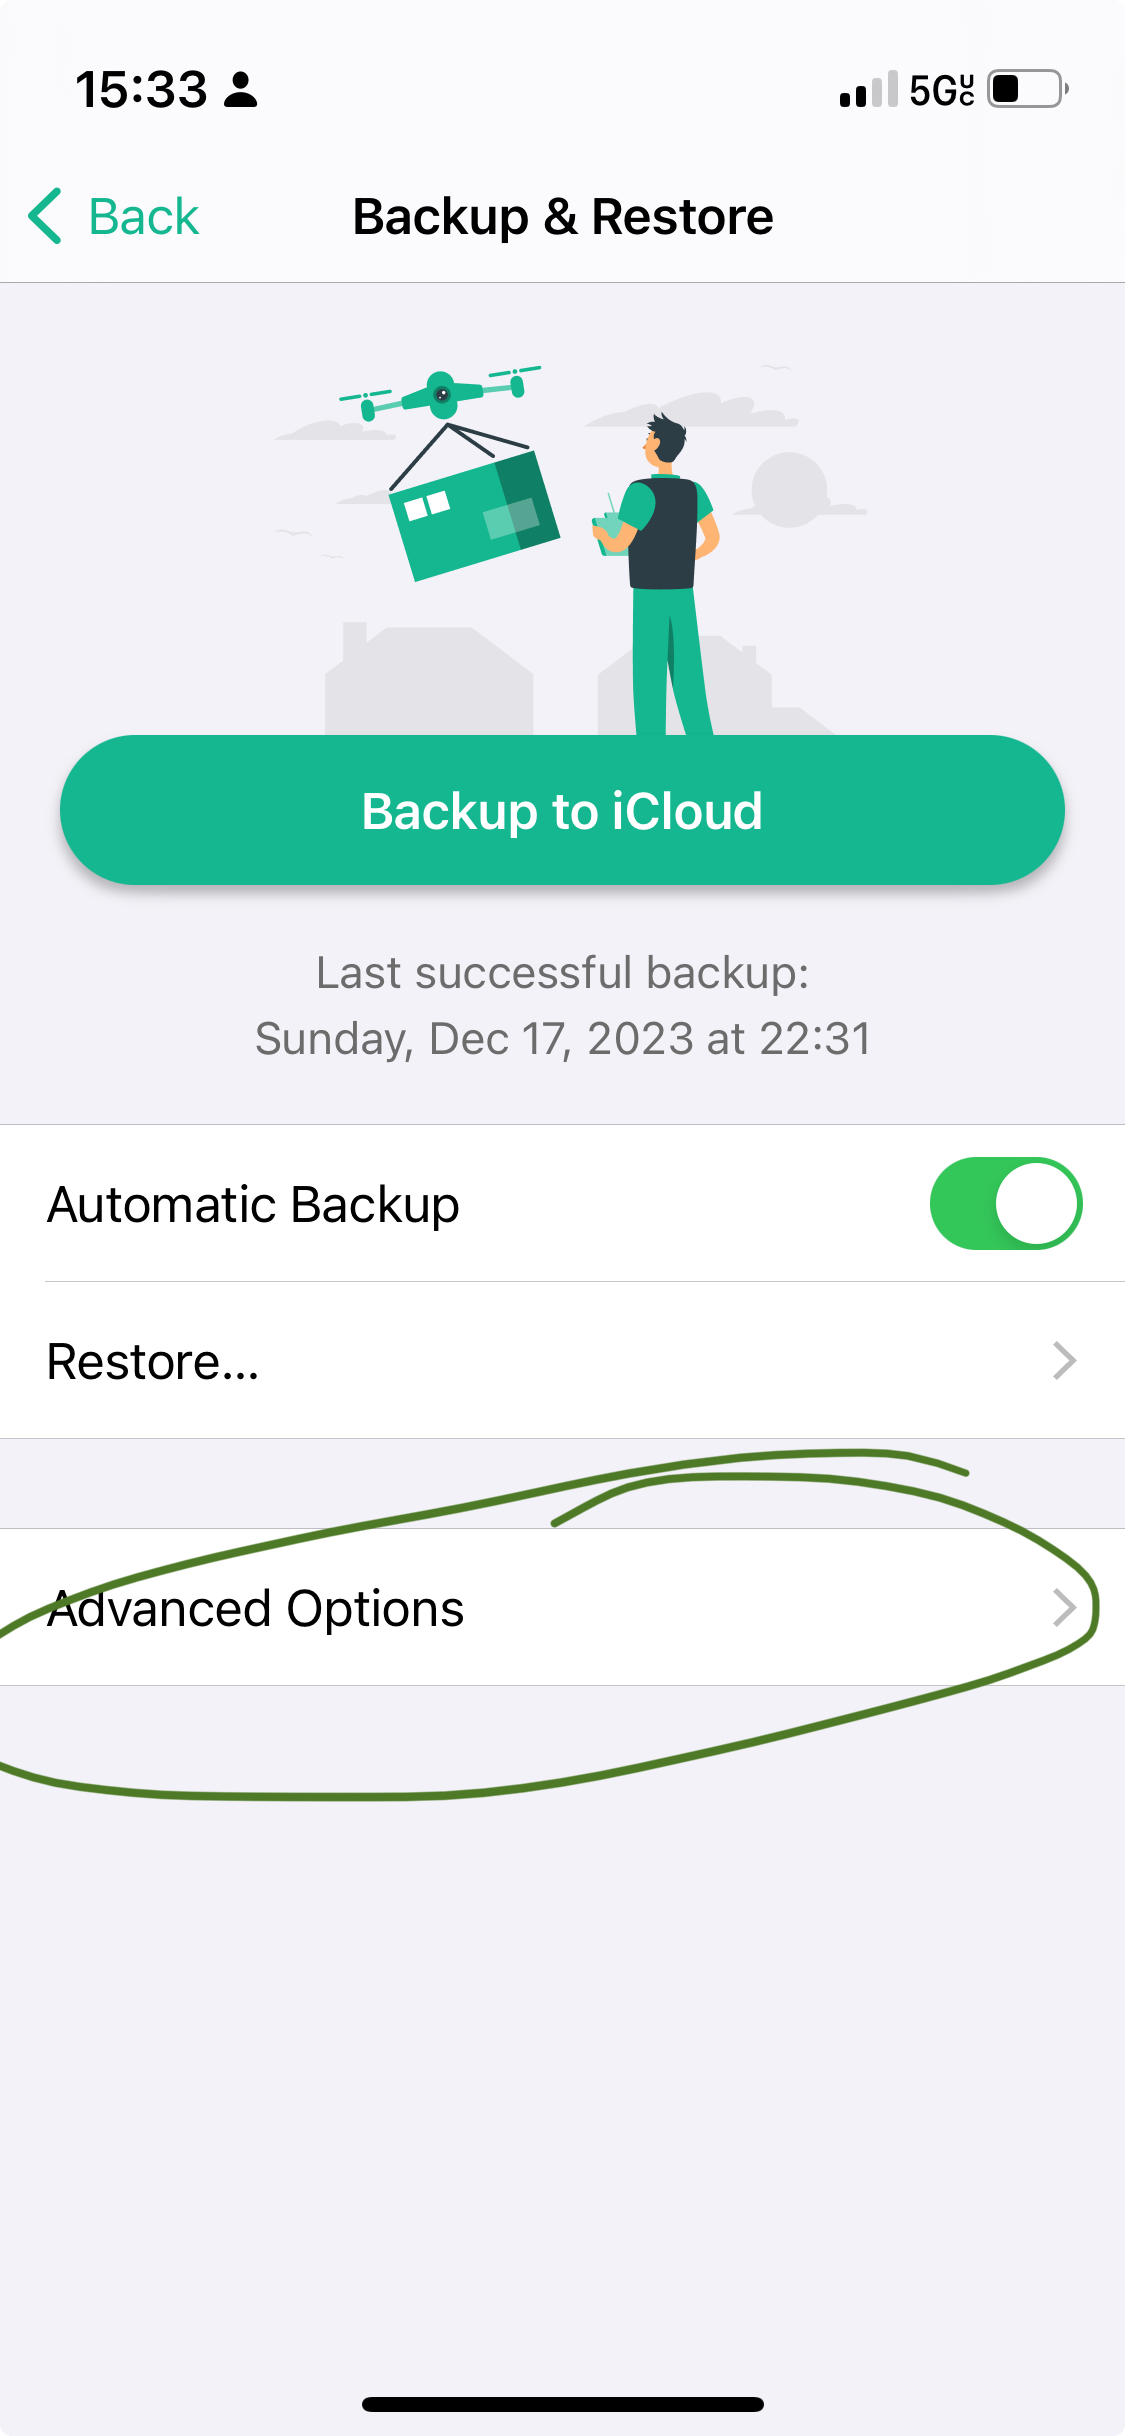 15:33
5G UC
Back
Backup & Restore
Backup to iCloud
Last successful backup:
Sunday, Dec 17, 2023 at 22:31
Automatic Backup
Restore...
Advanced Options